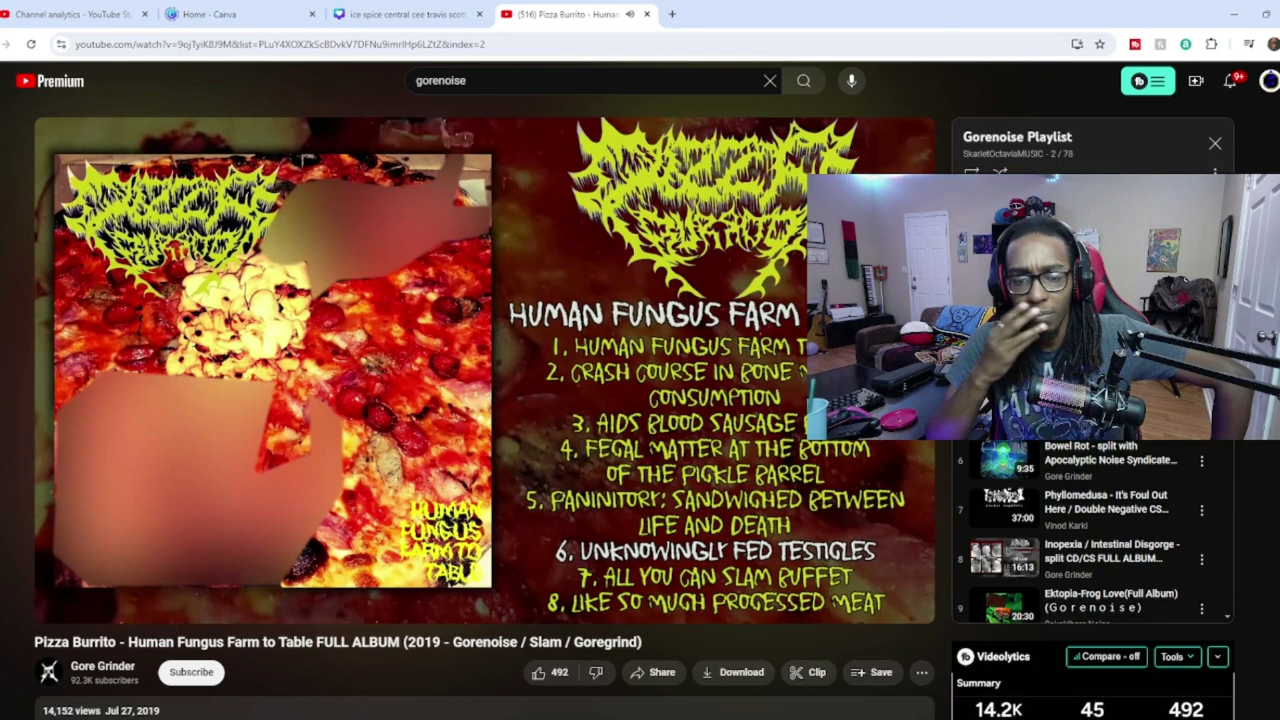 Channel analytics - YouTube St
Home - Canva
ice spice central cee travis scott
(516) Pizza Burrito - Human
youtube.com/watch?v=9ojTyiK8J9M&list=PLuY4XOXZkScBDvkV7DFNu9imrIHp6LZtZ&index=2
Premium
gorenoise
9+
PIZZA
BURRITO
HUMAN
FUNGUS
FARM TO
TABLE
PIZZA
BURRITO
HUMAN FUNGUS FARM
1. HUMAN FUNGUS FARM T
2. CRASH COURSE IN BONE
CONSUMPTION
3. AIDS BLOOD SAUSAGE
4. FECAL MATTER AT THE BOTTOM
OF THE PICKLE BARREL
5. PANINITORY: SANDWICHED BETWEEN
LIFE AND DEATH
6. UNKNOWINGLY FED TESTICLES
7. ALL YOU CAN SLAM BUFFET
8. LIKE SO MUCH PROCESSED MEAT
Gorenoise Playlist
SkarletOctaviaMUSIC - 2 / 78
6
9:35
Bowel Rot - split with
Apocalyptic Noise Syndicate...
Gore Grinder
7
37:00
Phyllomedusa - It's Foul Out
Here / Double Negative CS...
Vinod Karki
8
16:13
Inopexia / Intestinal Disgorge -
split CD/CS FULL ALBUM...
Gore Grinder
9
20:30
Ektopia-Frog Love(Full Album)
(G o r e n o i s e)
Pizza Burrito - Human Fungus Farm to Table FULL ALBUM (2019 - Gorenoise / Slam / Goregrind)
Gore Grinder
92.3K subscribers
Subscribe
492
Share
Download
Clip
Save
14,152 views Jul 27, 2019
Videolytics
Compare - off
Tools
Summary
14.2K
45
492